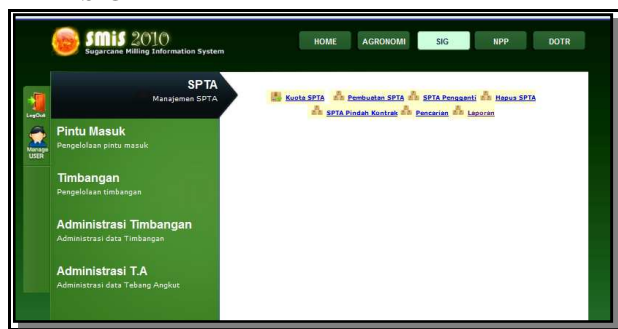 SMIS 2010
Sugarcane Milling Information System
HOME AGRONOMI SIG NPP DOTR
LogOut
Manage USER
SPTA
Manajemen SPTA
Pintu Masuk
Pengelolaan pintu masuk
Timbangan
Pengelolaan timbangan
Administrasi Timbangan
Administrasi data Timbangan
Administrasi T.A
Administrasi data Tebang Angkut
Kuota SPTA Pembuatan SPTA SPTA Pengganti Hapus SPTA
SPTA Pindah Kontrak Pencarian Laporan